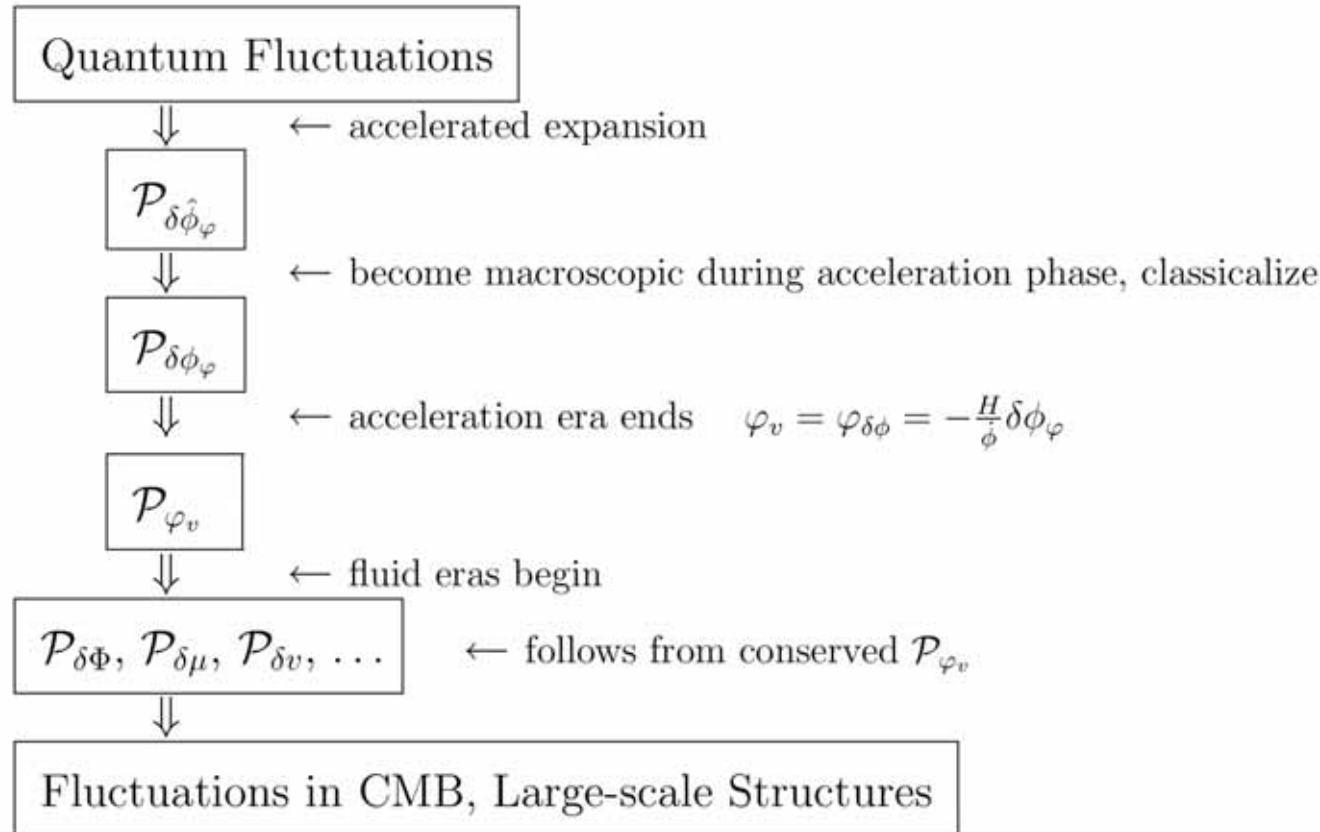 Quantum Fluctuations
⇓ ← accelerated expansion
𝒫_{δφ̂_φ}
⇓ ← become macroscopic during acceleration phase, classicalize
𝒫_{δϕ_φ}
⇓ ← acceleration era ends φ_v = φ_{δϕ} = −\frac{H}{\dot{ϕ}}δϕ_φ
𝒫_{φ_v}
⇓ ← fluid eras begin
𝒫_{δΦ}, 𝒫_{δμ}, 𝒫_{δv}, … ← follows from conserved 𝒫_{φ_v}
⇓
Fluctuations in CMB, Large-scale Structures